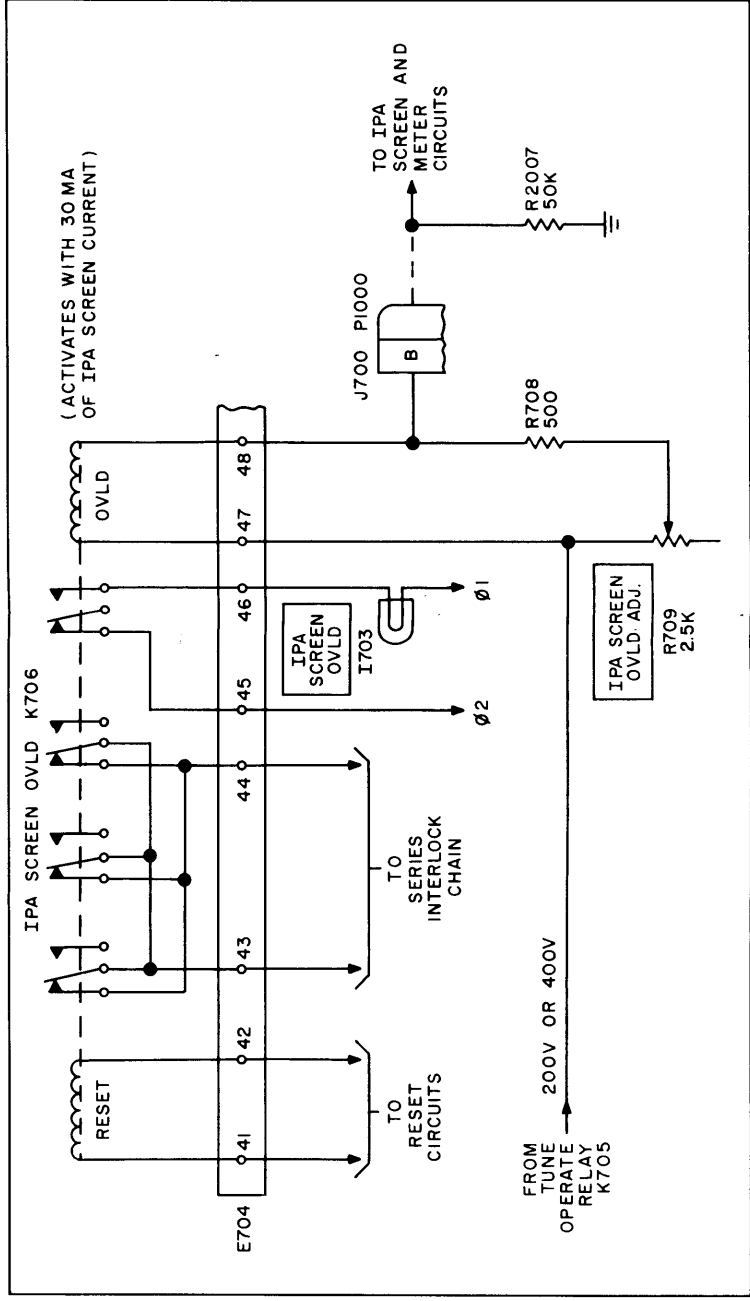 (ACTIVATES WITH 30 MA
OF IPA SCREEN CURRENT)
IPA SCREEN OVLD K706
RESET
OVLD
E704
41
42
43
44
45
46
47
48
TO
RESET
CIRCUITS
TO
SERIES
INTERLOCK
CHAIN
IPA
SCREEN
OVLD
I703
Ø2
Ø1
J700 P1000
B
TO IPA
SCREEN AND
METER
CIRCUITS
R2007
50K
R708
500
IPA SCREEN
OVLD. ADJ.
R709
2.5K
FROM
TUNE
OPERATE
RELAY
K705
200V OR 400V